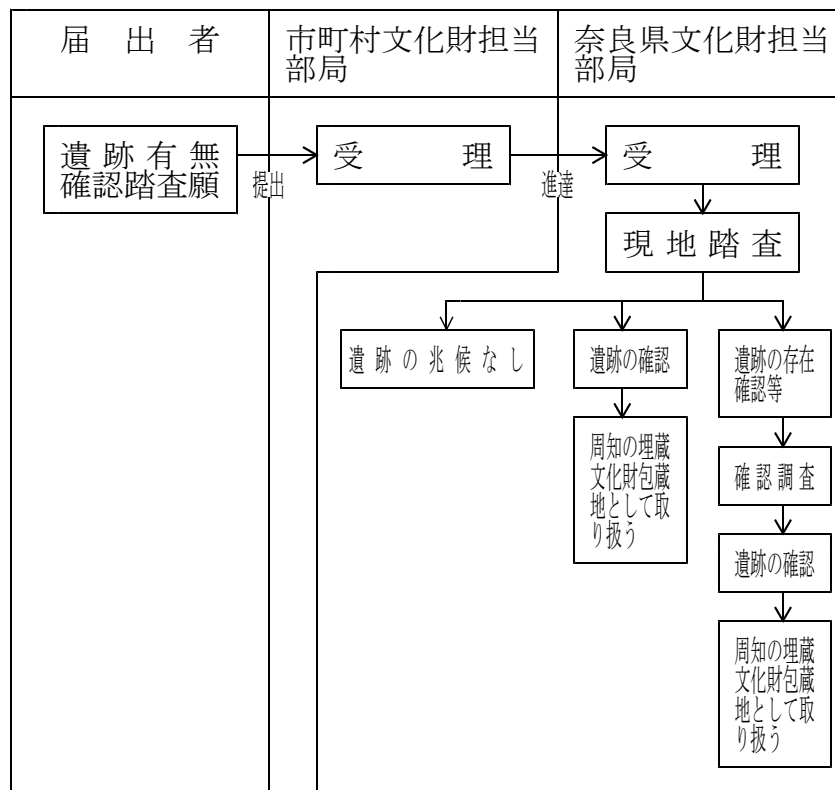 届出者
市町村文化財担当
部局
奈良県文化財担当
部局
遺跡有無
確認踏査願
提出
受理
進達
受理
現地踏査
遺跡の兆候なし
遺跡の確認
遺跡の存在
確認等
周知の埋蔵
文化財包蔵
地として取
り扱う
確認調査
遺跡の確認
周知の埋蔵
文化財包蔵
地として取
り扱う